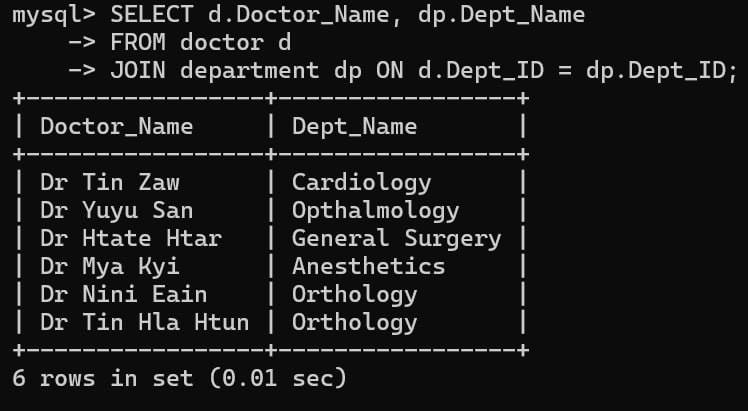 mysql> SELECT d.Doctor_Name, dp.Dept_Name
    -> FROM doctor d
    -> JOIN department dp ON d.Dept_ID = dp.Dept_ID;
+-----------------+-----------------+
| Doctor_Name     | Dept_Name       |
+-----------------+-----------------+
| Dr Tin Zaw      | Cardiology      |
| Dr Yuyu San     | Opthalmology    |
| Dr Htate Htar   | General Surgery |
| Dr Mya Kyi      | Anesthetics     |
| Dr Nini Eain    | Orthology       |
| Dr Tin Hla Htun | Orthology       |
+-----------------+-----------------+
6 rows in set (0.01 sec)